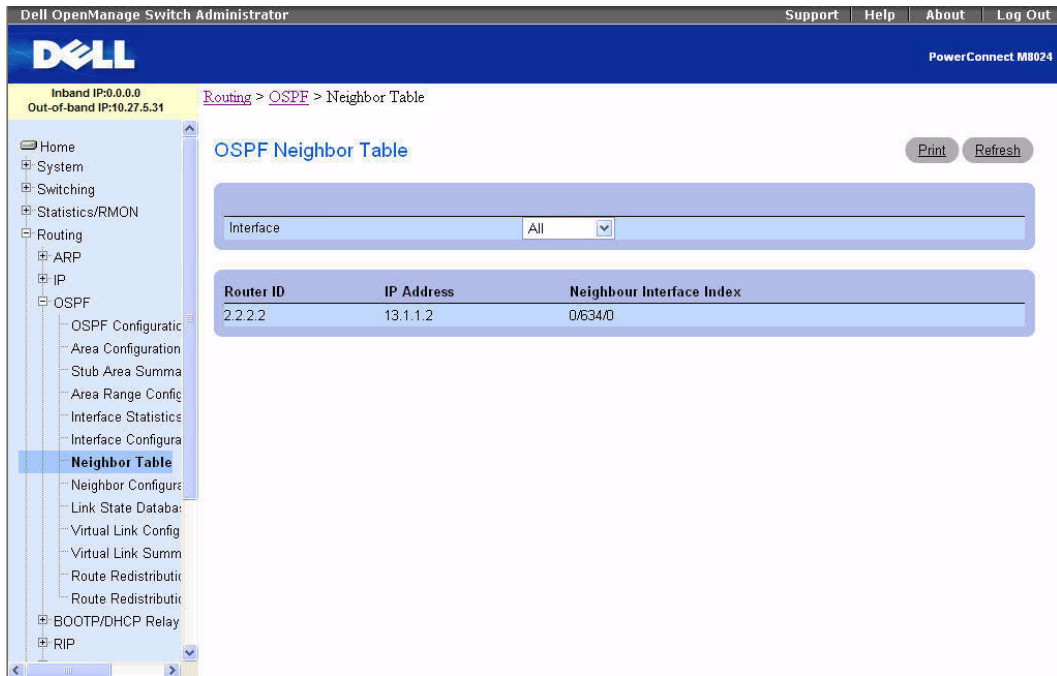 Dell OpenManage Switch Administrator
Support Help About Log Out
DELL
PowerConnect M8024
Inband IP:0.0.0.0
Out-of-band IP:10.27.5.31
Routing > OSPF > Neighbor Table
Home
System
Switching
Statistics/RMON
Routing
ARP
IP
OSPF
OSPF Configuratic
Area Configuration
Stub Area Summa
Area Range Config
Interface Statistics
Interface Configura
Neighbor Table
Neighbor Configura
Link State Databa
Virtual Link Config
Virtual Link Summ
Route Redistributic
Route Redistributic
BOOTP/DHCP Relay
RIP
OSPF Neighbor Table
Print Refresh
Interface All
Router ID IP Address Neighbour Interface Index
2.2.2.2 13.1.1.2 0/634/0